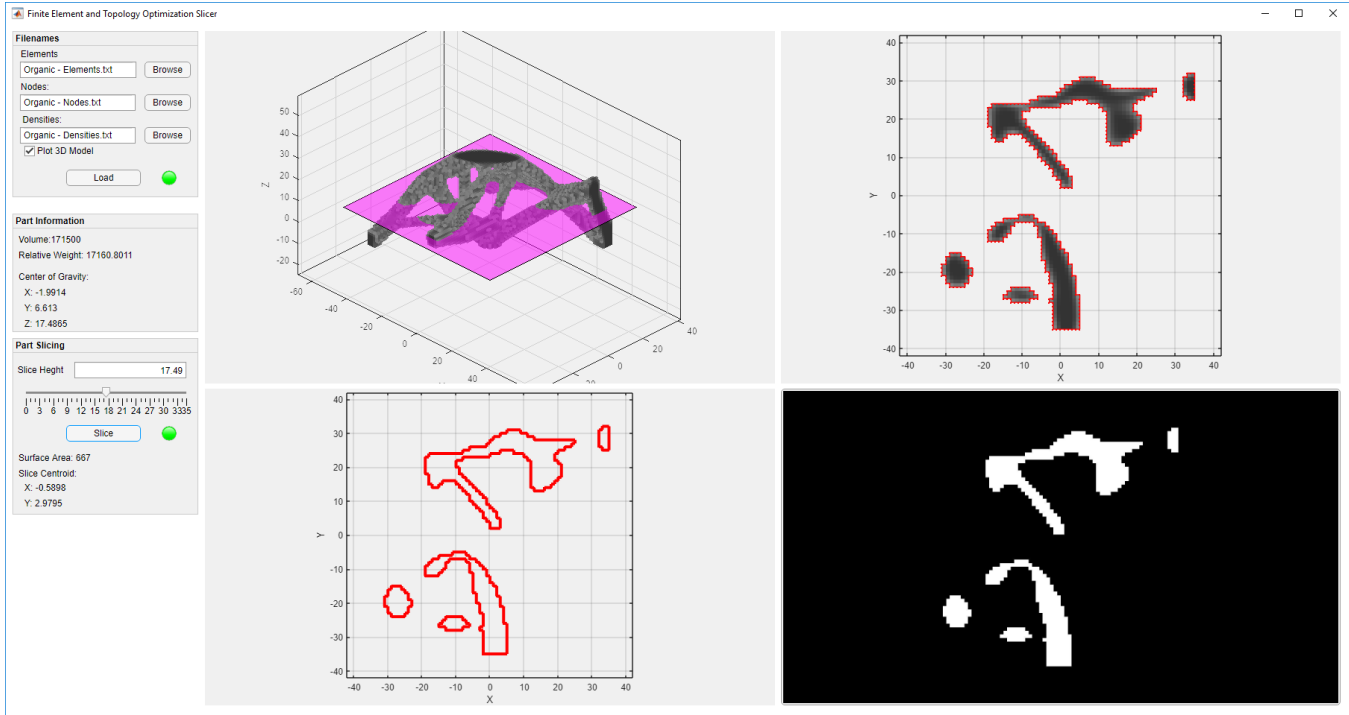 Finite Element and Topology Optimization Slicer
Filenames
Elements
Organic - Elements.txt Browse
Nodes:
Organic - Nodes.txt Browse
Densities:
Organic - Densities.txt Browse
Plot 3D Model
Load
Part Information
Volume:171500
Relative Weight: 17160.8011
Center of Gravity:
X: -1.9914
Y: 6.613
Z: 17.4865
Part Slicing
Slice Heght 17.49
0 3 6 9 12 15 18 21 24 27 30 3335
Slice
Surface Area: 667
Slice Centroid:
X: -0.5898
Y: 2.9795
50
40
30
20
10
0
-10
-20
Z
-60
-40
-20
0
20
40
40
20
0
40
30
20
10
0
-10
-20
-30
-40
Y
-40 -30 -20 -10 0 10 20 30 40
X
40
30
20
10
0
-10
-20
-30
-40
Y
-40 -30 -20 -10 0 10 20 30 40
X